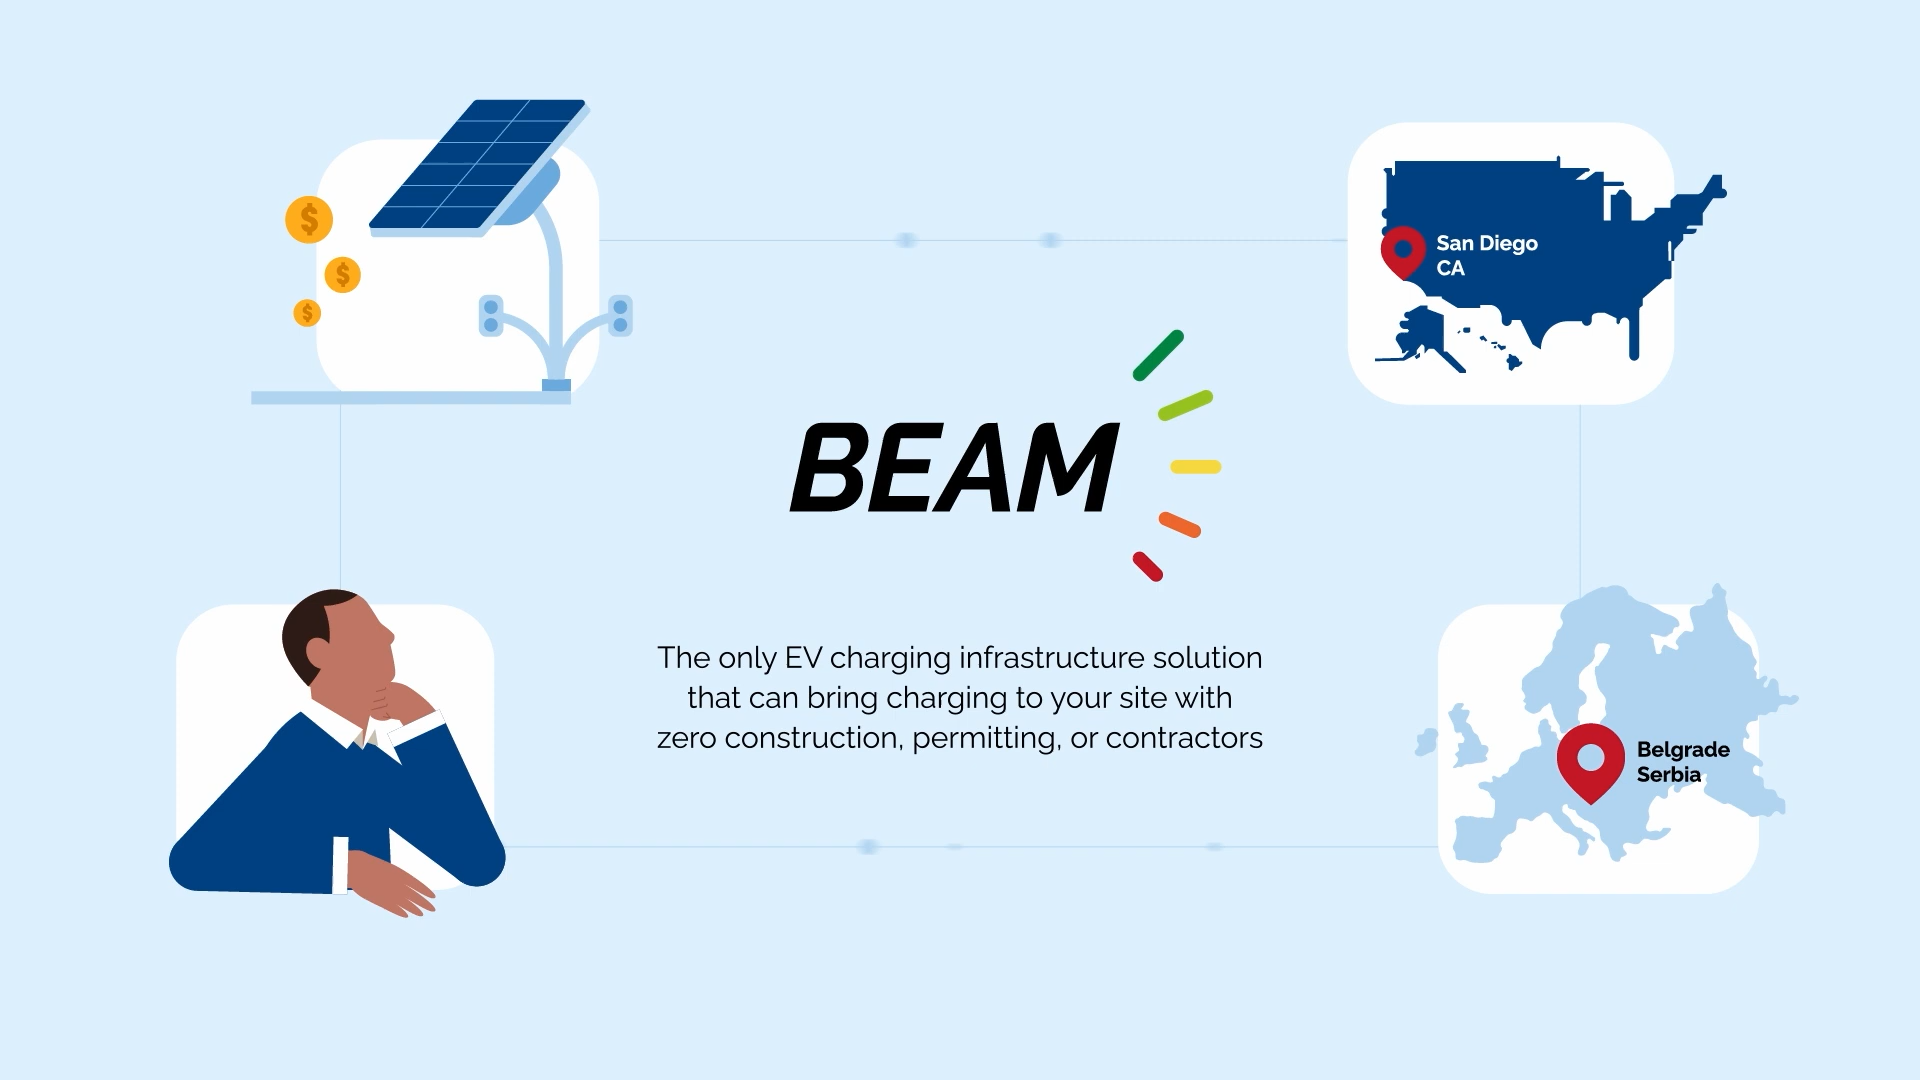 $
$
$
San Diego
CA
BEAM
The only EV charging infrastructure solution
that can bring charging to your site with
zero construction, permitting, or contractors
Belgrade
Serbia